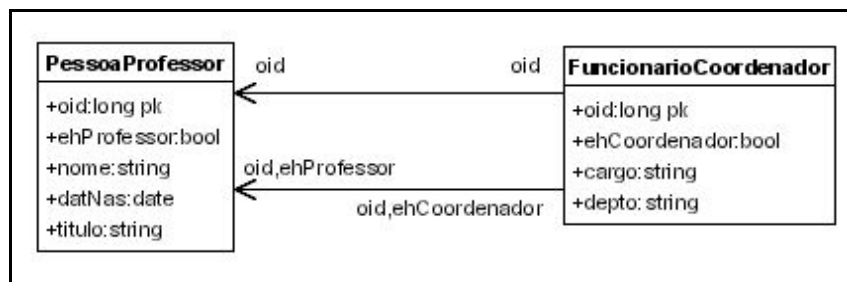 PessoaProfessor
+oid:long pk
+ehProfessor:bool
+nome:string
+datNas:date
+titulo:string
oid
oid
oid,ehProfessor
oid,ehCoordenador
FuncionarioCoordenador
+oid:long pk
+ehCoordenador:bool
+cargo:string
+depto:string